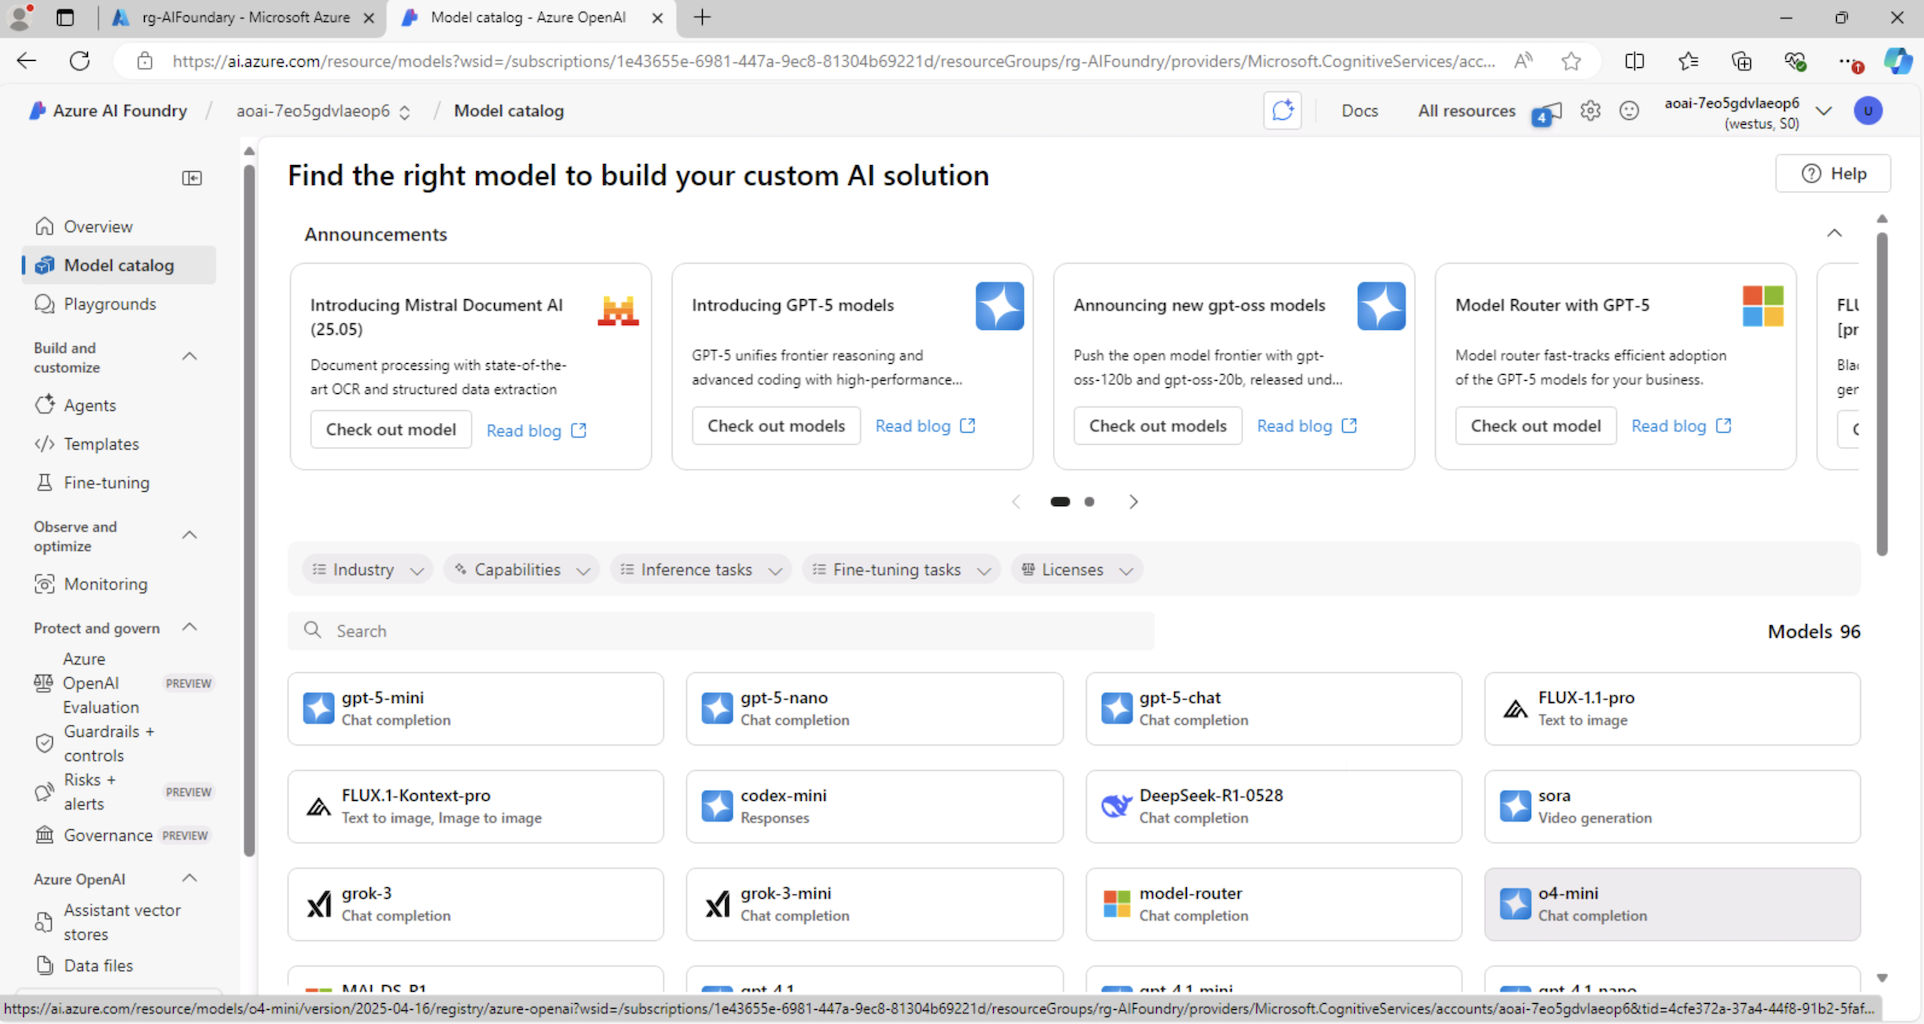 rg-AIFoundary - Microsoft Azure
Model catalog - Azure OpenAI
https://ai.azure.com/resource/models?wsid=/subscriptions/1e43655e-6981-447a-9ec8-81304b69221d/resourceGroups/rg-AIFoundry/providers/Microsoft.CognitiveServices/acc...
Azure AI Foundry / aoai-7eo5gdvlaeop6 / Model catalog
Docs
All resources
4
aoai-7eo5gdvlaeop6
(westus, S0)
U
Overview
Model catalog
Playgrounds
Build and
customize
Agents
Templates
Fine-tuning
Observe and
optimize
Monitoring
Protect and govern
Azure
OpenAI
Evaluation
PREVIEW
Guardrails +
controls
Risks +
alerts
PREVIEW
Governance PREVIEW
Azure OpenAI
Assistant vector
stores
Data files
Find the right model to build your custom AI solution
Help
Announcements
Introducing Mistral Document AI
(25.05)
Document processing with state-of-the-
art OCR and structured data extraction
Check out model
Read blog
Introducing GPT-5 models
GPT-5 unifies frontier reasoning and
advanced coding with high-performance...
Check out models
Read blog
Announcing new gpt-oss models
Push the open model frontier with gpt-
oss-120b and gpt-oss-20b, released und...
Check out models
Read blog
Model Router with GPT-5
Model router fast-tracks efficient adoption
of the GPT-5 models for your business.
Check out model
Read blog
FLU
[pr
Bla
ger
Industry
Capabilities
Inference tasks
Fine-tuning tasks
Licenses
Search
Models 96
gpt-5-mini
Chat completion
gpt-5-nano
Chat completion
gpt-5-chat
Chat completion
FLUX-1.1-pro
Text to image
FLUX.1-Kontext-pro
Text to image, Image to image
codex-mini
Responses
DeepSeek-R1-0528
Chat completion
sora
Video generation
grok-3
Chat completion
grok-3-mini
Chat completion
model-router
Chat completion
o4-mini
Chat completion
MAI-DS-R1
gpt-4.1
gpt-4.1-mini
gpt-4.1-nano
https://ai.azure.com/resource/models/o4-mini/version/2025-04-16/registry/azure-openai?wsid=/subscriptions/1e43655e-6981-447a-9ec8-81304b69221d/resourceGroups/rg-AIFoundry/providers/Microsoft.CognitiveServices/accounts/aoai-7eo5gdvlaeop6&tid=4cfe372a-37a4-44f8-91b2-5faf...